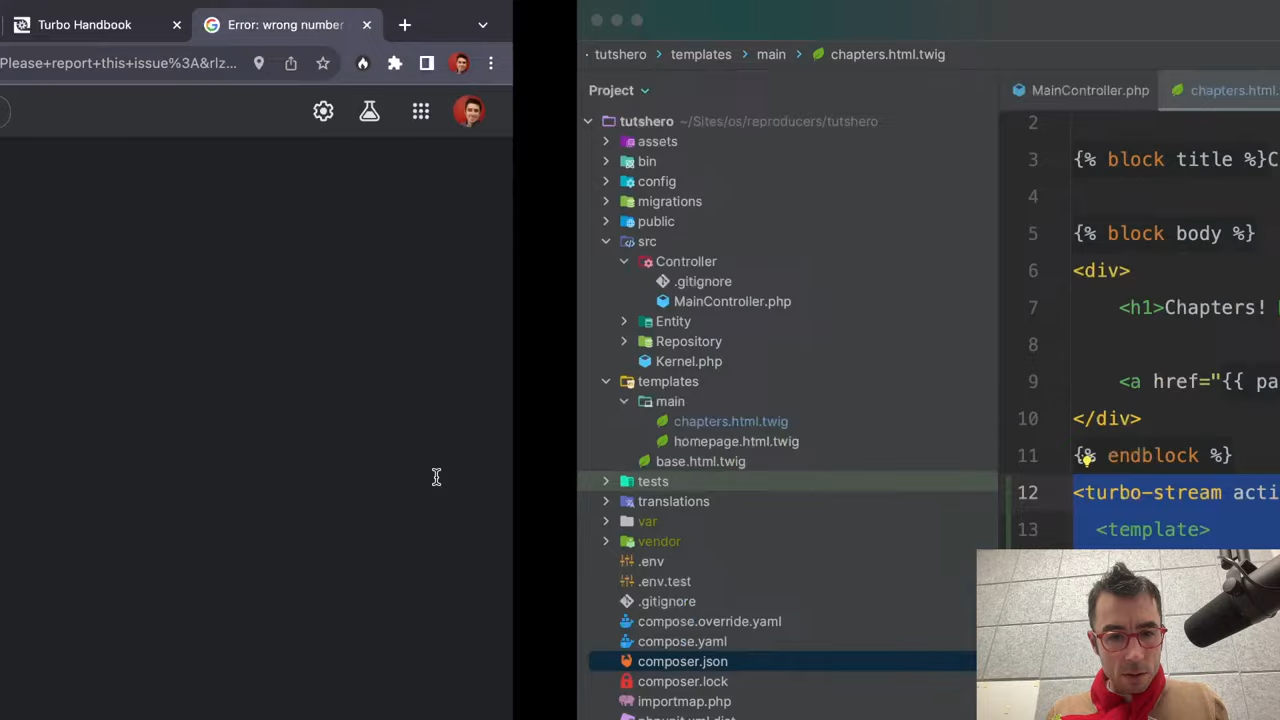 Turbo Handbook
Error: wrong number
Please+report+this+issue%3A&rlz...
tutshero > templates > main > chapters.html.twig
Project
MainController.php
chapters.html.
tutshero ~/Sites/os/reproducers/tutshero
assets
bin
config
migrations
public
src
Controller
.gitignore
MainController.php
Entity
Repository
Kernel.php
templates
main
chapters.html.twig
homepage.html.twig
base.html.twig
tests
translations
var
vendor
.env
.env.test
.gitignore
compose.override.yaml
compose.yaml
composer.json
composer.lock
importmap.php
phpunit.xml.dist
2
3 {% block title %}C
4
5 {% block body %}
6 <div>
7 <h1>Chapters!
8
9 <a href="{{ pa
10 </div>
11 {% endblock %}
12 <turbo-stream acti
13 <template>